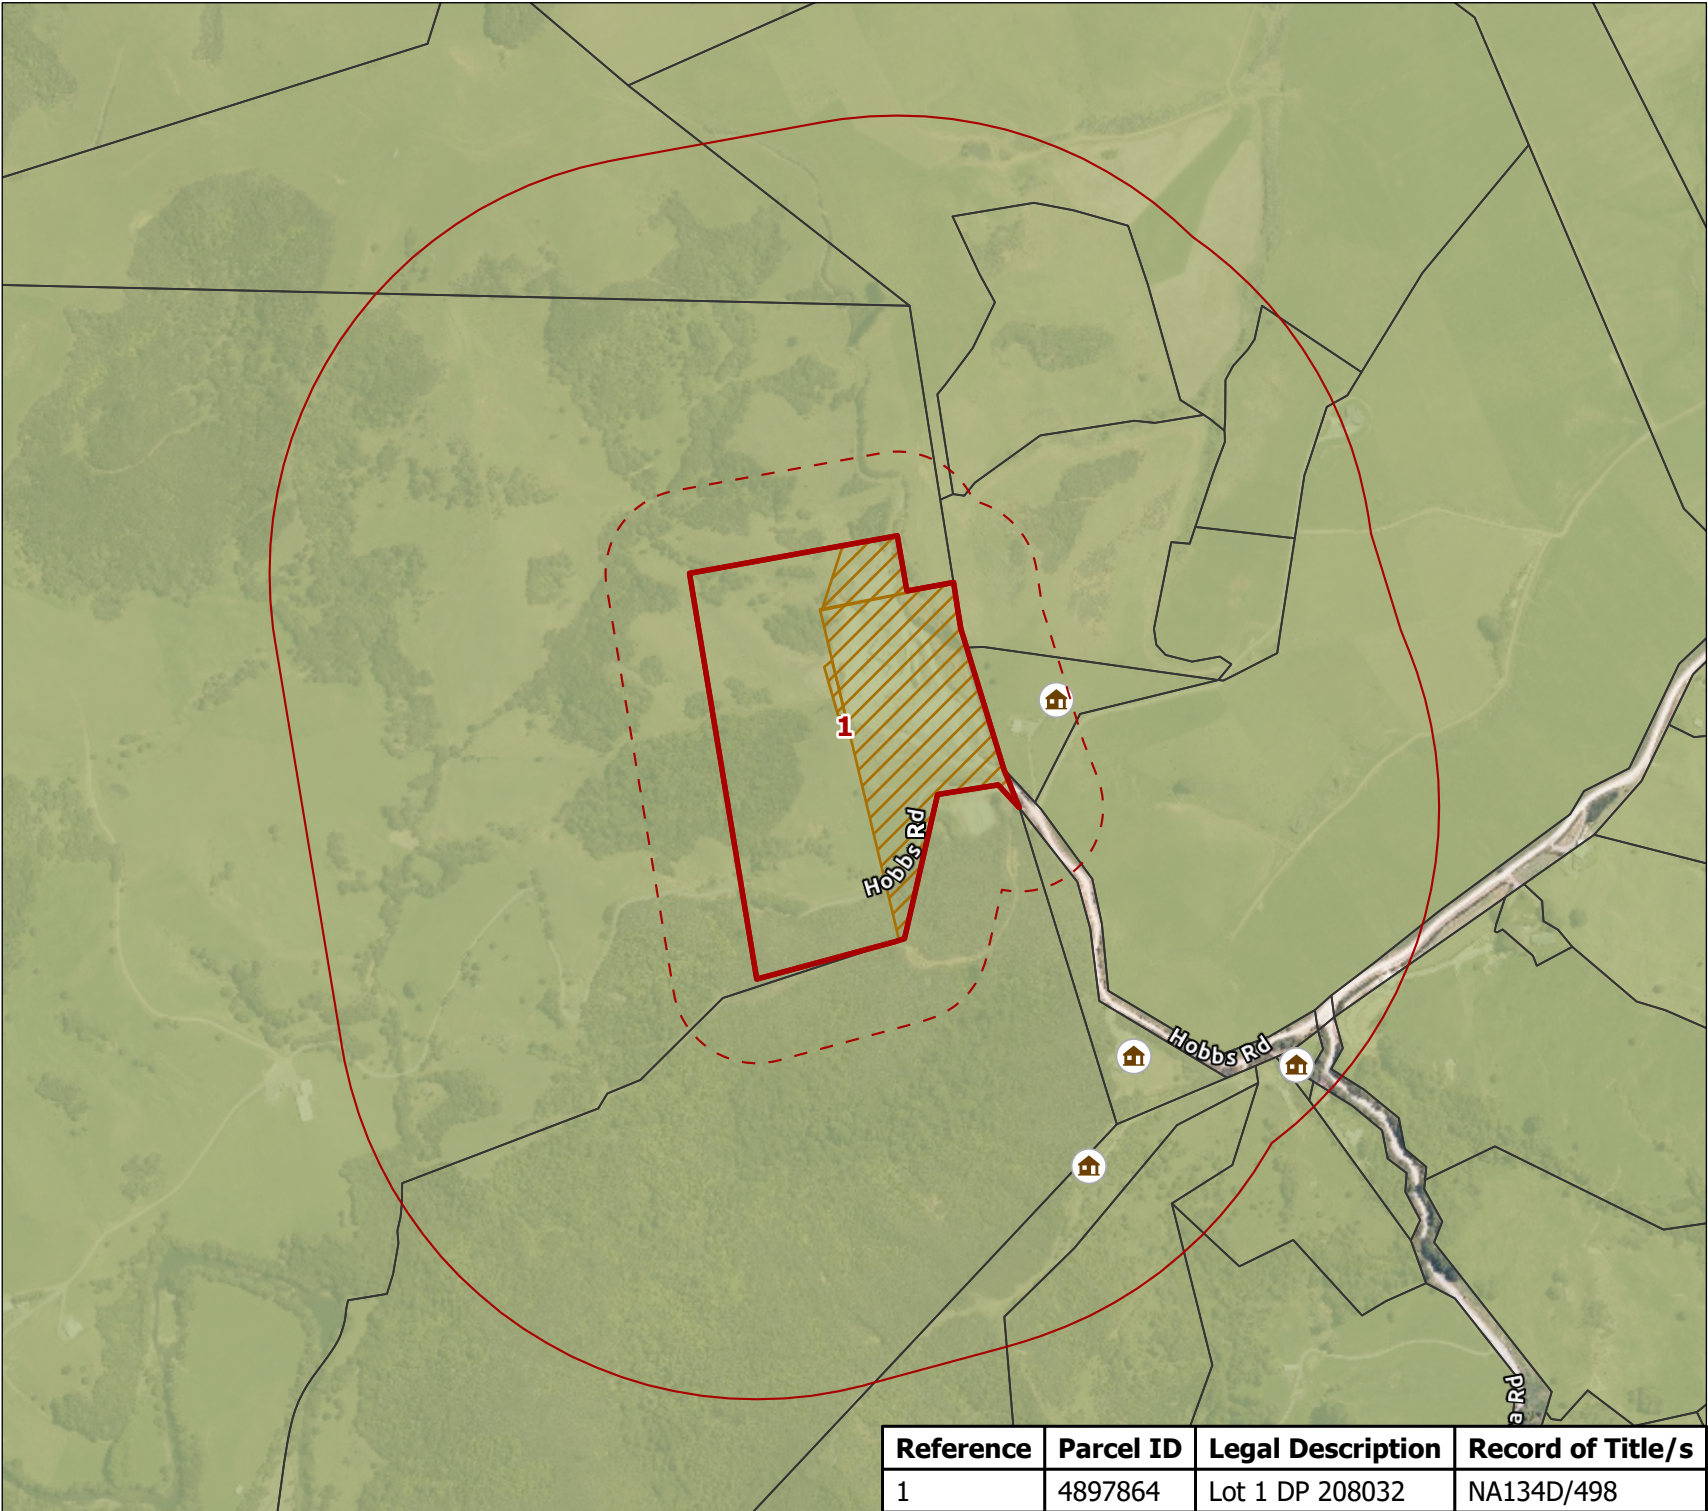 1
Hobbs Rd
Hobbs Rd
a Rd
Reference Parcel ID Legal Description Record of Title/s
1 4897864 Lot 1 DP 208032 NA134D/498